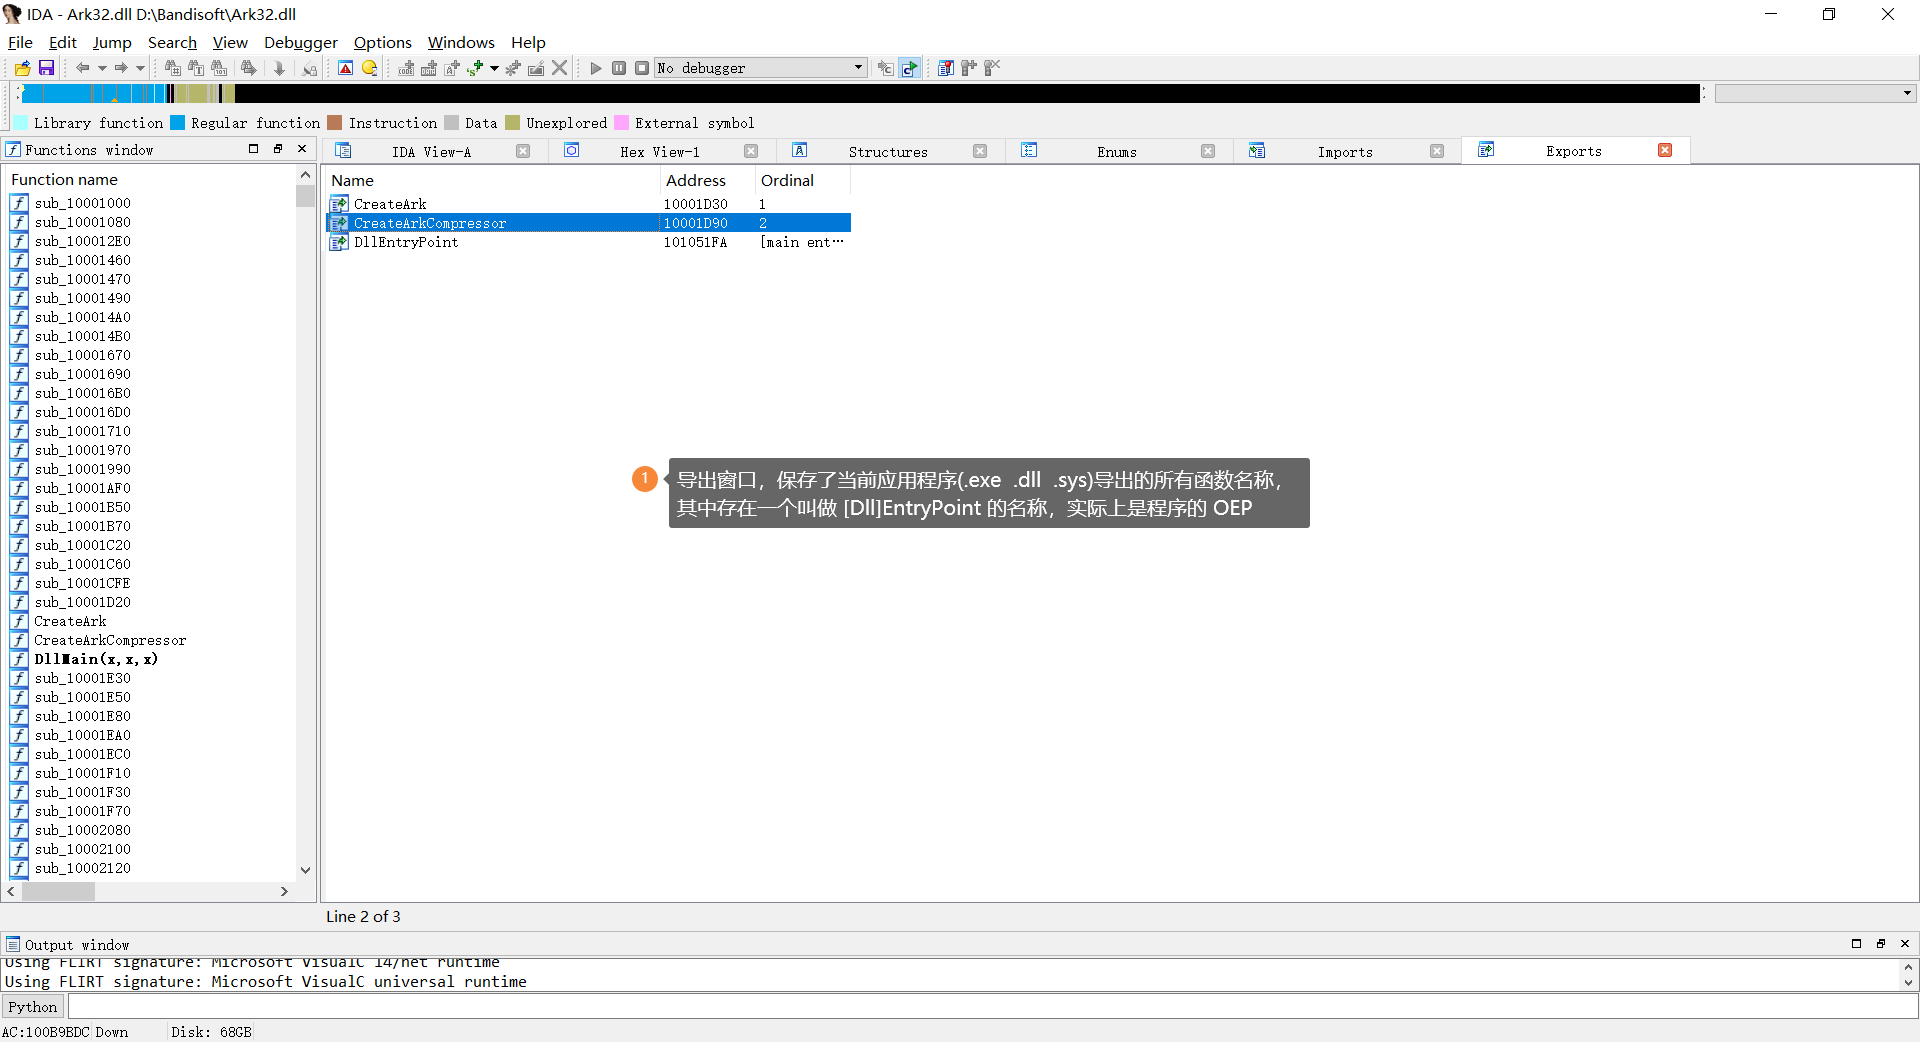 IDA - Ark32.dll D:\Bandisoft\Ark32.dll
File Edit Jump Search View Debugger Options Windows Help
No debugger
Library function Regular function Instruction Data Unexplored External symbol
Functions window
IDA View-A Hex View-1 Structures Enums Imports Exports
Function name
sub_10001000
sub_10001080
sub_100012E0
sub_10001460
sub_10001470
sub_10001490
sub_100014A0
sub_100014B0
sub_10001670
sub_10001690
sub_100016B0
sub_100016D0
sub_10001710
sub_10001970
sub_10001990
sub_10001AF0
sub_10001B50
sub_10001B70
sub_10001C20
sub_10001C60
sub_10001CFE
sub_10001D20
CreateArk
CreateArkCompressor
DllMain(x,x,x)
sub_10001E30
sub_10001E50
sub_10001E80
sub_10001EA0
sub_10001EC0
sub_10001F10
sub_10001F30
sub_10001F70
sub_10002080
sub_10002100
sub_10002120
Name Address Ordinal
CreateArk 10001D30 1
CreateArkCompressor 10001D90 2
DllEntryPoint 101051FA [main ent…
1
导出窗口，保存了当前应用程序(.exe .dll .sys)导出的所有函数名称，
其中存在一个叫做 [Dll]EntryPoint 的名称，实际上是程序的 OEP
Line 2 of 3
Output window
Using FLIRT signature: Microsoft VisualC 14/net runtime
Using FLIRT signature: Microsoft VisualC universal runtime
Python
AC:100B9BDC Down Disk: 68GB